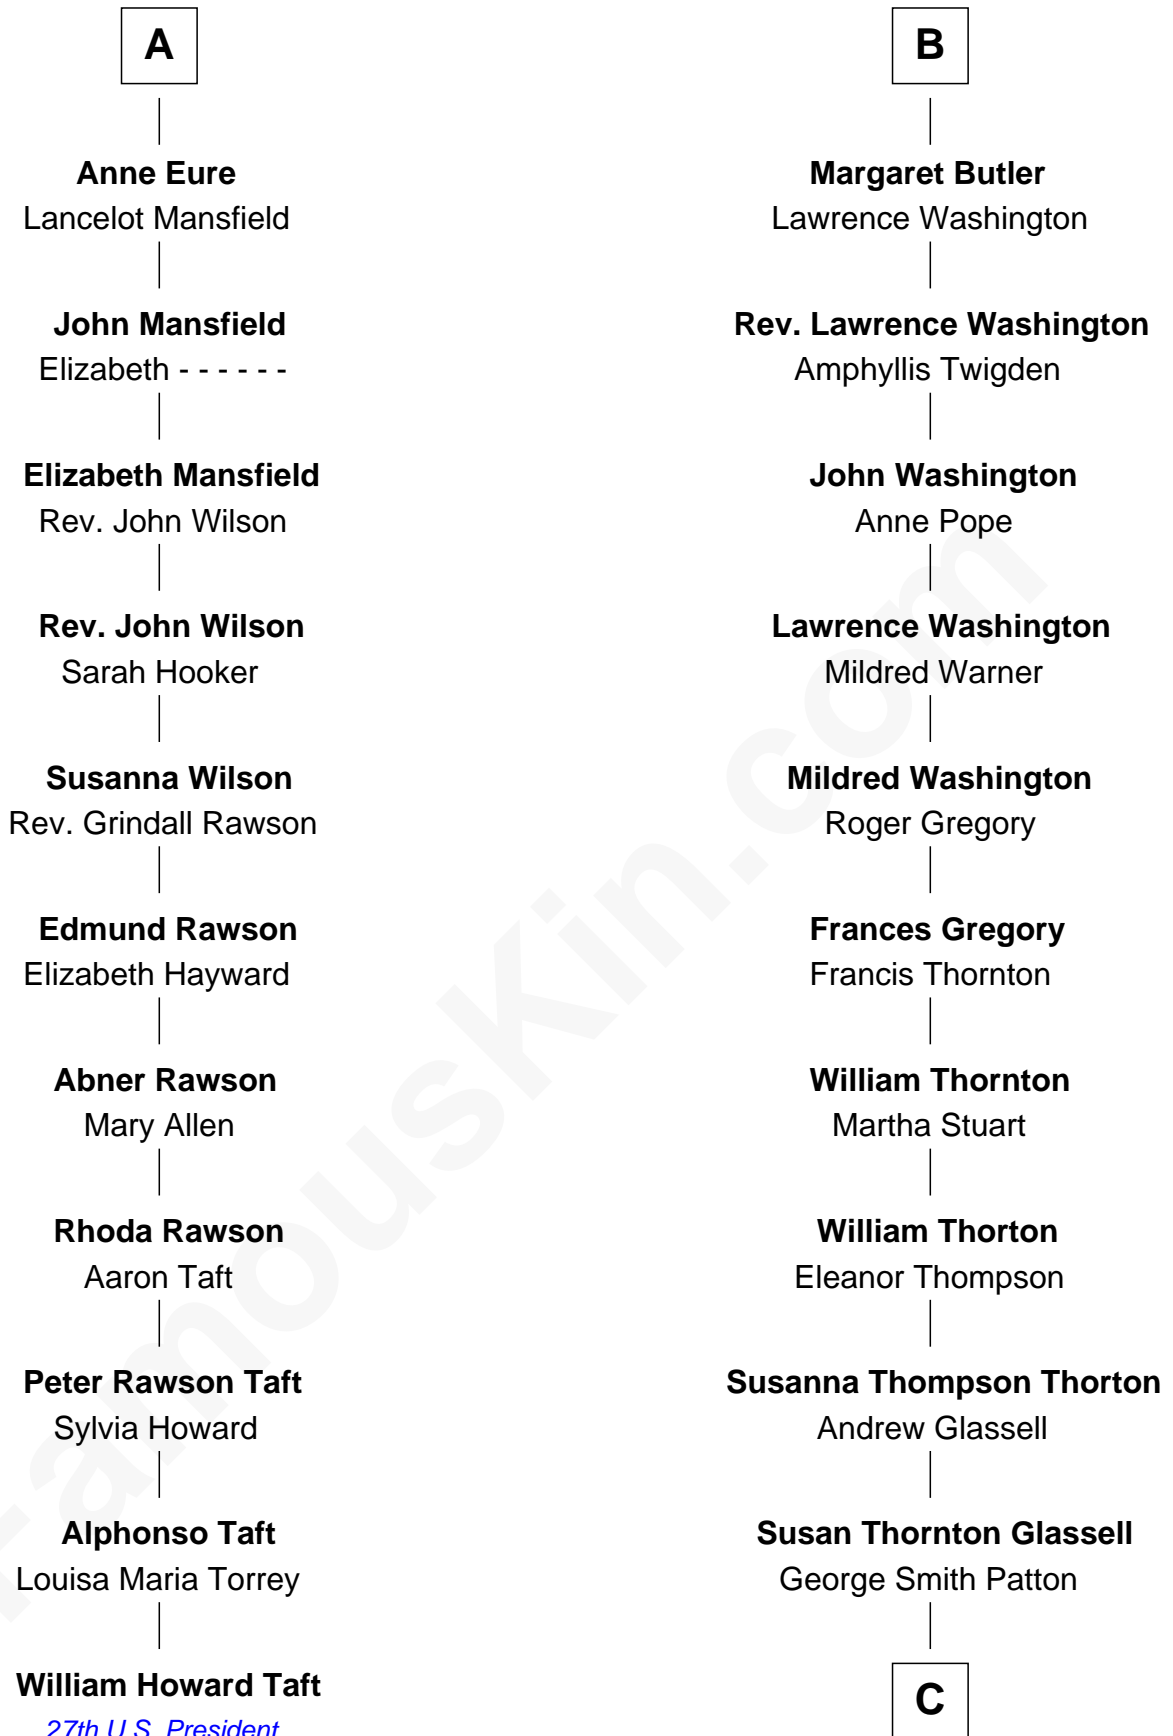 A
Anne Eure
Lancelot Mansfield
John Mansfield
Elizabeth - - - - - -
Elizabeth Mansfield
Rev. John Wilson
Rev. John Wilson
Sarah Hooker
Susanna Wilson
Rev. Grindall Rawson
Edmund Rawson
Elizabeth Hayward
Abner Rawson
Mary Allen
Rhoda Rawson
Aaron Taft
Peter Rawson Taft
Sylvia Howard
Alphonso Taft
Louisa Maria Torrey
William Howard Taft
27th U.S. President
B
Margaret Butler
Lawrence Washington
Rev. Lawrence Washington
Amphyllis Twigden
John Washington
Anne Pope
Lawrence Washington
Mildred Warner
Mildred Washington
Roger Gregory
Frances Gregory
Francis Thornton
William Thornton
Martha Stuart
William Thorton
Eleanor Thompson
Susanna Thompson Thorton
Andrew Glassell
Susan Thornton Glassell
George Smith Patton
C
FamousKin.com